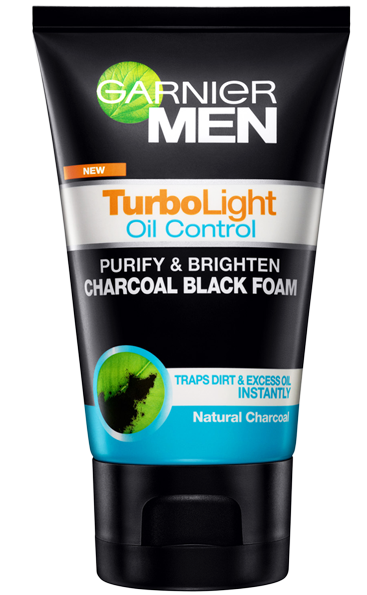 GARNIER
MEN
NEW
TurboLight
Oil Control
PURIFY & BRIGHTEN
CHARCOAL BLACK FOAM
TRAPS DIRT & EXCESS OIL
INSTANTLY
Natural Charcoal